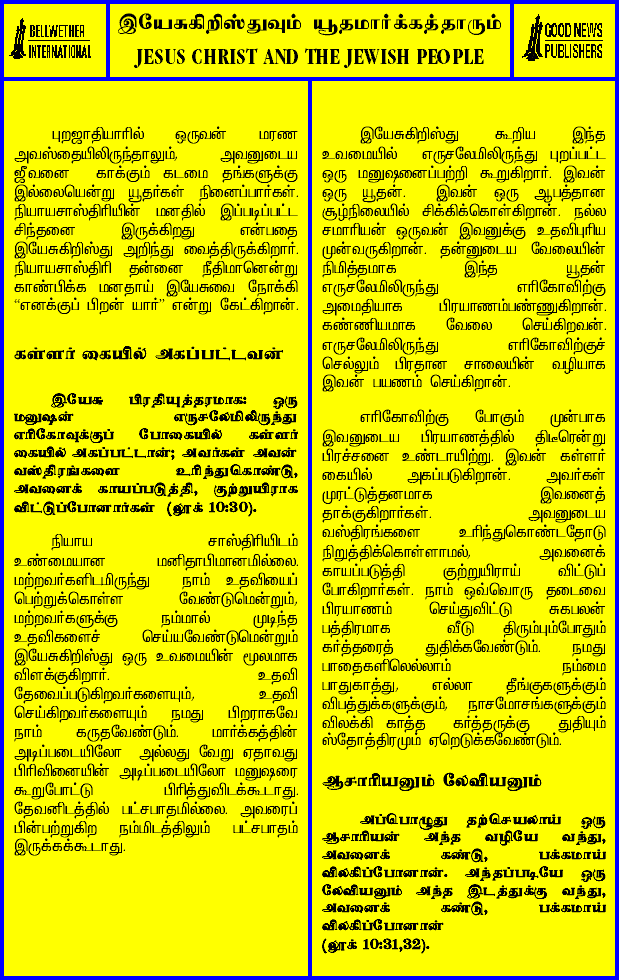 BELLWETHER
INTERNATIONAL
இயேசுகிறிஸ்துவும் யூதமார்க்கத்தாரும்
JESUS CHRIST AND THE JEWISH PEOPLE
GOOD NEWS
PUBLISHERS
புறஜாதியாரில் ஒருவன் மரண
அவஸ்தையிலிருந்தாலும், அவனுடைய
ஜீவனை காக்கும் கடமை தங்களுக்கு
இல்லையென்று யூதர்கள் நினைப்பார்கள்.
நியாயசாஸ்திரியின் மனதில் இப்படிப்பட்ட
சிந்தனை இருக்கிறது என்பதை
இயேசுகிறிஸ்து அறிந்து வைத்திருக்கிறார்.
நியாயசாஸ்திரி தன்னை நீதிமானென்று
காண்பிக்க மனதாய் இயேசுவை நோக்கி
“எனக்குப் பிறன் யார்” என்று கேட்கிறான்.
கள்ளர் கையில் அகப்பட்டவன்
இயேசு பிரதியுத்தரமாக: ஒரு
மனுஷன் எருசலேமிலிருந்து
எரிகோவுக்குப் போகையில் கள்ளர்
கையில் அகப்பட்டான்; அவர்கள் அவன்
வஸ்திரங்களை உரிந்துகொண்டு,
அவனைக் காயப்படுத்தி, குற்றுயிராக
விட்டுப்போனார்கள் (லூக் 10:30).
நியாய சாஸ்திரியிடம்
உண்மையான மனிதாபிமானமில்லை.
மற்றவர்களிடமிருந்து நாம் உதவியைப்
பெற்றுக்கொள்ள வேண்டுமென்றும்,
மற்றவர்களுக்கு நம்மால் முடிந்த
உதவிகளைச் செய்யவேண்டுமென்றும்
இயேசுகிறிஸ்து ஒரு உவமையின் மூலமாக
விளக்குகிறார். உதவி
தேவைப்படுகிறவர்களையும், உதவி
செய்கிறவர்களையும் நமது பிறராகவே
நாம் கருதவேண்டும். மார்க்கத்தின்
அடிப்படையிலோ அல்லது வேறு ஏதாவது
பிரிவினையின் அடிப்படையிலோ மனுஷரை
கூறுபோட்டு பிரித்துவிடக்கூடாது.
தேவனிடத்தில் பட்சபாதமில்லை. அவரைப்
பின்பற்றுகிற நம்மிடத்திலும் பட்சபாதம்
இருக்கக்கூடாது.
இயேசுகிறிஸ்து கூறிய இந்த
உவமையில் எருசலேமிலிருந்து புறப்பட்ட
ஒரு மனுஷனைப்பற்றி கூறுகிறார். இவன்
ஒரு யூதன். இவன் ஒரு ஆபத்தான
சூழ்நிலையில் சிக்கிக்கொள்கிறான். நல்ல
சமாரியன் ஒருவன் இவனுக்கு உதவிபுரிய
முன்வருகிறான். தன்னுடைய வேலையின்
நிமித்தமாக இந்த யூதன்
எருசலேமிலிருந்து எரிகோவிற்கு
அமைதியாக பிரயாணம்பண்ணுகிறான்.
கண்ணியமாக வேலை செய்கிறவன்.
எருசலேமிலிருந்து எரிகோவிற்குச்
செல்லும் பிரதான சாலையின் வழியாக
இவன் பயணம் செய்கிறான்.
எரிகோவிற்கு போகும் முன்பாக
இவனுடைய பிரயாணத்தில் திடீரென்று
பிரச்சனை உண்டாயிற்று. இவன் கள்ளர்
கையில் அகப்படுகிறான். அவர்கள்
முரட்டுத்தனமாக இவனைத்
தாக்குகிறார்கள். அவனுடைய
வஸ்திரங்களை உரிந்துகொண்டதோடு
நிறுத்திக்கொள்ளாமல், அவனைக்
காயப்படுத்தி குற்றுயிராய் விட்டுப்
போகிறார்கள். நாம் ஒவ்வொரு தடைவை
பிரயாணம் செய்துவிட்டு சுகபலன்
பத்திரமாக வீடு திரும்பும்போதும்
கர்த்தரைத் துதிக்கவேண்டும். நமது
பாதைகளிலெல்லாம் நம்மை
பாதுகாத்து, எல்லா தீங்குகளுக்கும்
விபத்துக்களுக்கும், நாசமோசங்களுக்கும்
விலக்கி காத்த கர்த்தருக்கு துதியும்
ஸ்தோத்திரமும் ஏறெடுக்கவேண்டும்.
ஆசாரியனும் லேவியனும்
அப்பொழுது தற்செயலாய் ஒரு
ஆசாரியன் அந்த வழியே வந்து,
அவனைக் கண்டு, பக்கமாய்
விலகிப்போனான். அந்தப்படியே ஒரு
லேவியனும் அந்த இடத்துக்கு வந்து,
அவனைக் கண்டு, பக்கமாய்
விலகிப்போனான்
(லூக் 10:31,32).